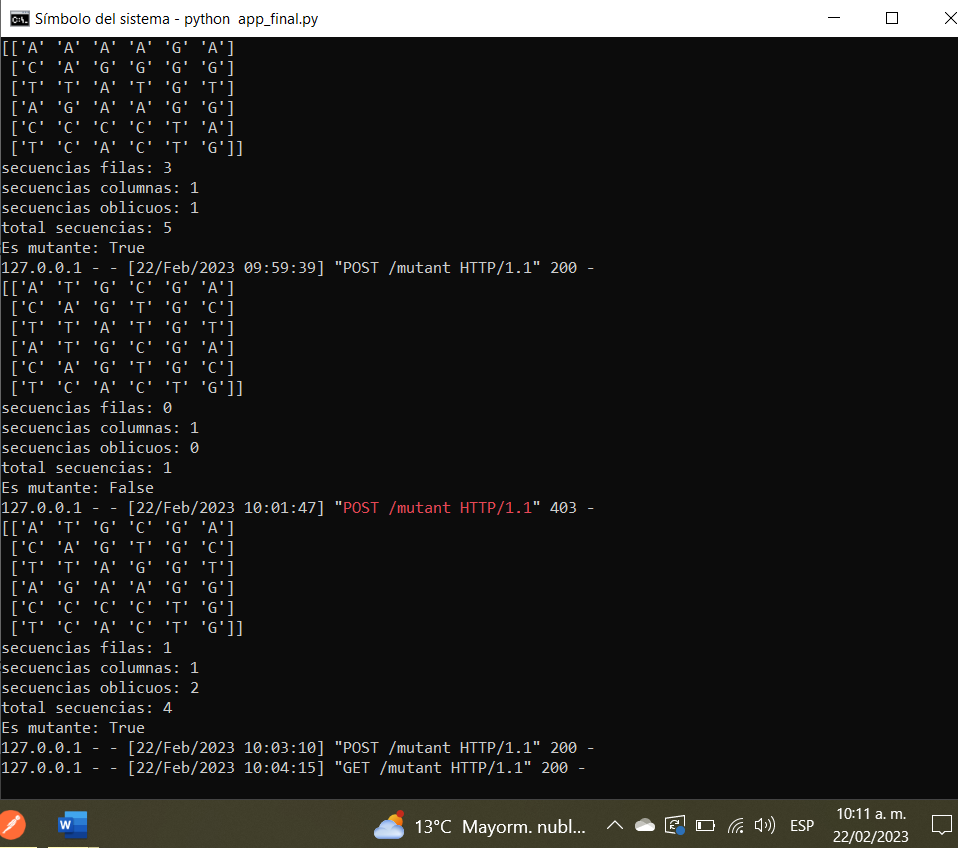 Símbolo del sistema - python  app_final.py
[['A' 'A' 'A' 'A' 'G' 'A']
 ['C' 'A' 'G' 'G' 'G' 'G']
 ['T' 'T' 'A' 'T' 'G' 'T']
 ['A' 'G' 'A' 'A' 'G' 'G']
 ['C' 'C' 'C' 'C' 'T' 'A']
 ['T' 'C' 'A' 'C' 'T' 'G']]
secuencias filas: 3
secuencias columnas: 1
secuencias oblicuos: 1
total secuencias: 5
Es mutante: True
127.0.0.1 - - [22/Feb/2023 09:59:39] "POST /mutant HTTP/1.1" 200 -
[['A' 'T' 'G' 'C' 'G' 'A']
 ['C' 'A' 'G' 'T' 'G' 'C']
 ['T' 'T' 'A' 'T' 'G' 'T']
 ['A' 'T' 'G' 'C' 'G' 'A']
 ['C' 'A' 'G' 'T' 'G' 'C']
 ['T' 'C' 'A' 'C' 'T' 'G']]
secuencias filas: 0
secuencias columnas: 1
secuencias oblicuos: 0
total secuencias: 1
Es mutante: False
127.0.0.1 - - [22/Feb/2023 10:01:47] "POST /mutant HTTP/1.1" 403 -
[['A' 'T' 'G' 'C' 'G' 'A']
 ['C' 'A' 'G' 'T' 'G' 'C']
 ['T' 'T' 'A' 'G' 'G' 'T']
 ['A' 'G' 'A' 'A' 'G' 'G']
 ['C' 'C' 'C' 'C' 'T' 'G']
 ['T' 'C' 'A' 'C' 'T' 'G']]
secuencias filas: 1
secuencias columnas: 1
secuencias oblicuos: 2
total secuencias: 4
Es mutante: True
127.0.0.1 - - [22/Feb/2023 10:03:10] "POST /mutant HTTP/1.1" 200 -
127.0.0.1 - - [22/Feb/2023 10:04:15] "GET /mutant HTTP/1.1" 200 -
W
13°C Mayorm. nubl...
ESP
10:11 a. m.
22/02/2023